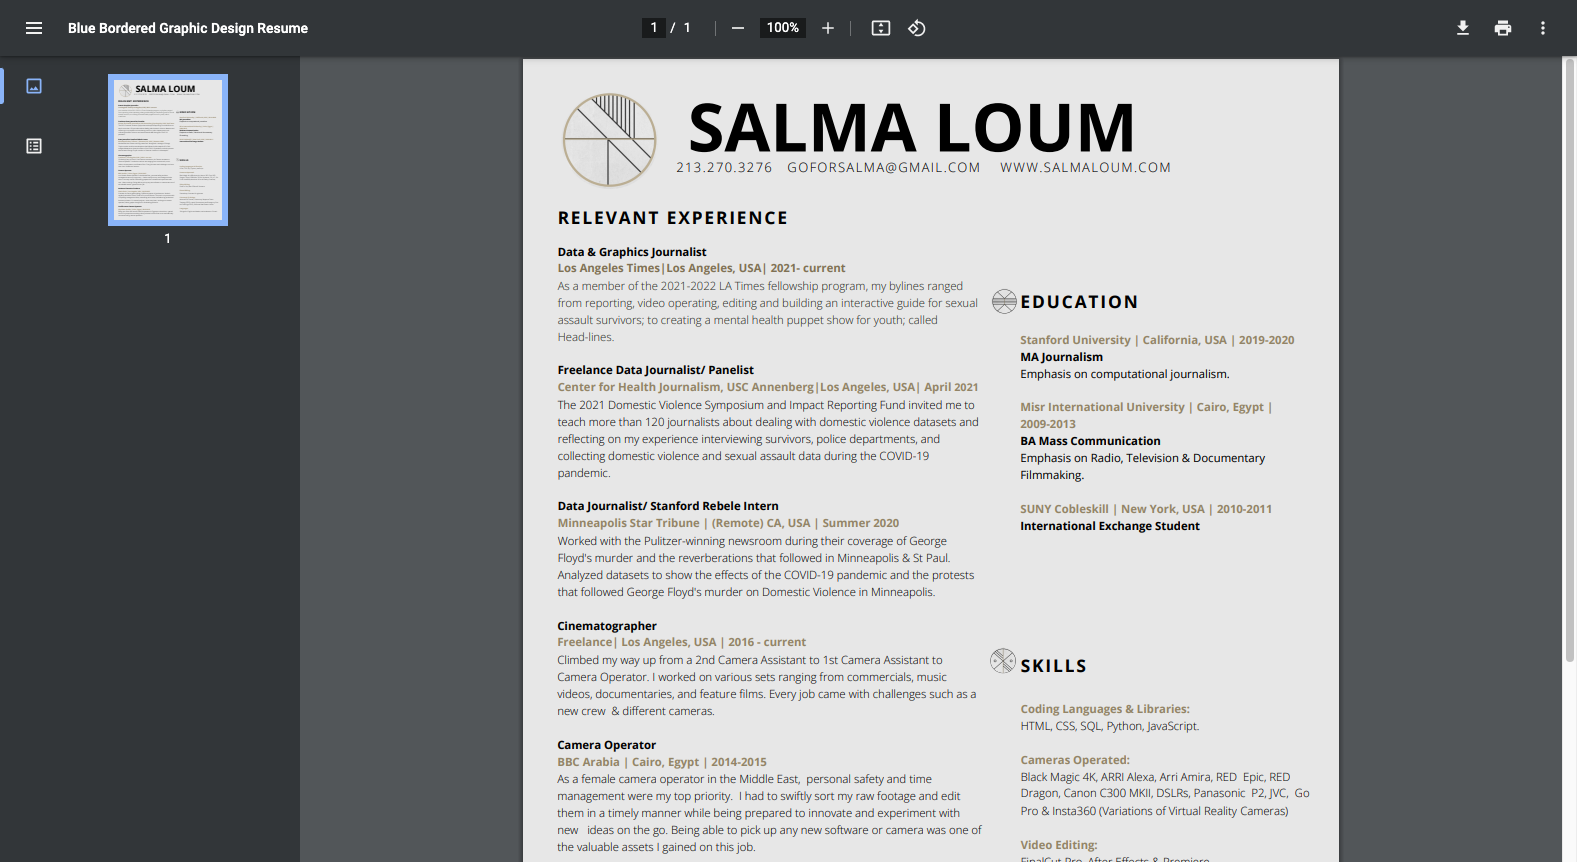 Blue Bordered Graphic Design Resume
1 / 1
100%
1
SALMA LOUM
213.270.3276 GOFORSALMA@GMAIL.COM WWW.SALMALOUM.COM
RELEVANT EXPERIENCE
Data & Graphics Journalist
Los Angeles Times|Los Angeles, USA| 2021- current
As a member of the 2021-2022 LA Times fellowship program, my bylines ranged
from reporting, video operating, editing and building an interactive guide for sexual
assault survivors; to creating a mental health puppet show for youth; called
Head-lines.
Freelance Data Journalist/ Panelist
Center for Health Journalism, USC Annenberg|Los Angeles, USA| April 2021
The 2021 Domestic Violence Symposium and Impact Reporting Fund invited me to
teach more than 120 journalists about dealing with domestic violence datasets and
reflecting on my experience interviewing survivors, police departments, and
collecting domestic violence and sexual assault data during the COVID-19
pandemic.
Data Journalist/ Stanford Rebele Intern
Minneapolis Star Tribune | (Remote) CA, USA | Summer 2020
Worked with the Pulitzer-winning newsroom during their coverage of George
Floyd's murder and the reverberations that followed in Minneapolis & St Paul.
Analyzed datasets to show the effects of the COVID-19 pandemic and the protests
that followed George Floyd's murder on Domestic Violence in Minneapolis.
Cinematographer
Freelance| Los Angeles, USA | 2016 - current
Climbed my way up from a 2nd Camera Assistant to 1st Camera Assistant to
Camera Operator. I worked on various sets ranging from commercials, music
videos, documentaries, and feature films. Every job came with challenges such as a
new crew & different cameras.
Camera Operator
BBC Arabia | Cairo, Egypt | 2014-2015
As a female camera operator in the Middle East, personal safety and time
management were my top priority. I had to swiftly sort my raw footage and edit
them in a timely manner while being prepared to innovate and experiment with
new ideas on the go. Being able to pick up any new software or camera was one of
the valuable assets I gained on this job.
EDUCATION
Stanford University | California, USA | 2019-2020
MA Journalism
Emphasis on computational journalism.
Misr International University | Cairo, Egypt |
2009-2013
BA Mass Communication
Emphasis on Radio, Television & Documentary
Filmmaking.
SUNY Cobleskill | New York, USA | 2010-2011
International Exchange Student
SKILLS
Coding Languages & Libraries:
HTML, CSS, SQL, Python, JavaScript.
Cameras Operated:
Black Magic 4K, ARRI Alexa, Arri Amira, RED Epic, RED
Dragon, Canon C300 MKII, DSLRs, Panasonic P2, JVC, Go
Pro & Insta360 (Variations of Virtual Reality Cameras)
Video Editing:
FinalCut Pro, After Effects & Premiere